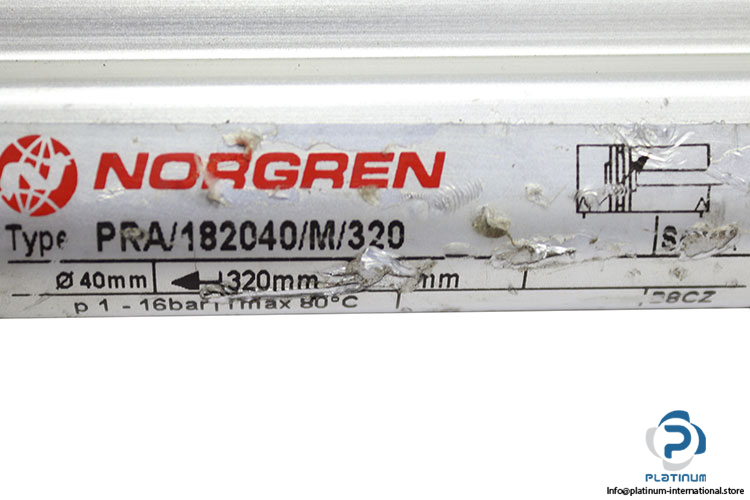 NORGREN
Type PRA/182040/M/320
ø 40mm 320mm mm
p 1 - 16bar Tmax 80°C
PLATINUM
Info@platinum-international.store